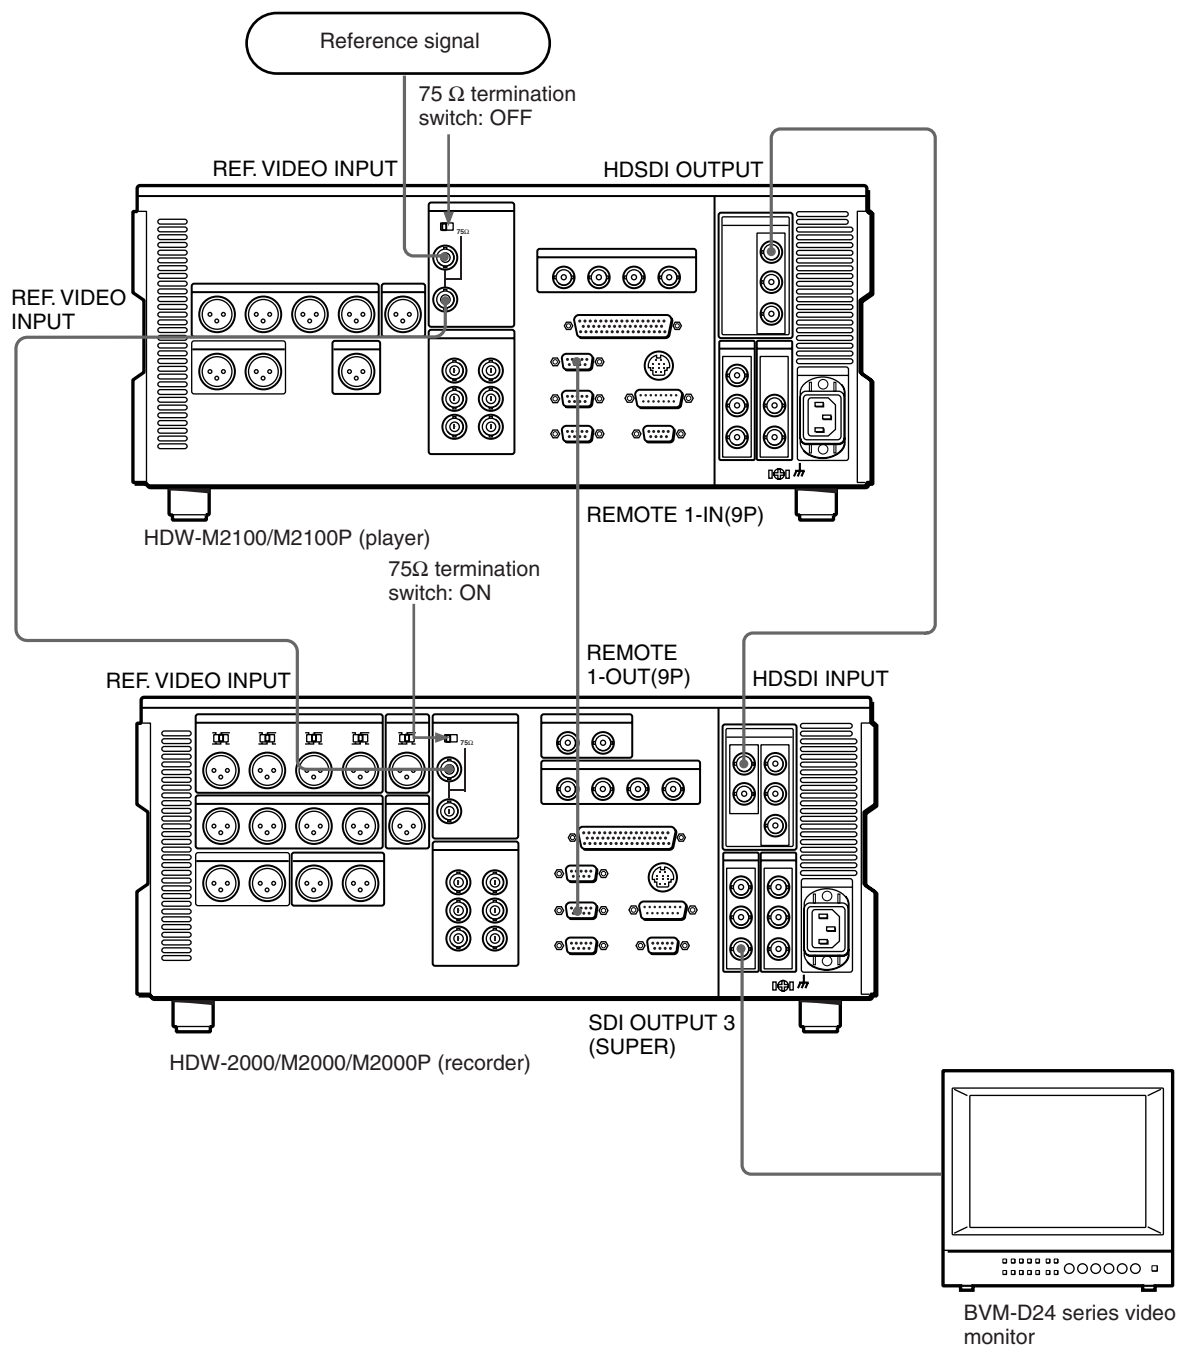 Reference signal
75 Ω termination
switch: OFF
REF. VIDEO INPUT
HDSDI OUTPUT
75Ω
REF. VIDEO
INPUT
REMOTE 1-IN(9P)
HDW-M2100/M2100P (player)
75Ω termination
switch: ON
REMOTE
1-OUT(9P)
REF. VIDEO INPUT
HDSDI INPUT
75Ω
SDI OUTPUT 3
(SUPER)
HDW-2000/M2000/M2000P (recorder)
BVM-D24 series video
monitor